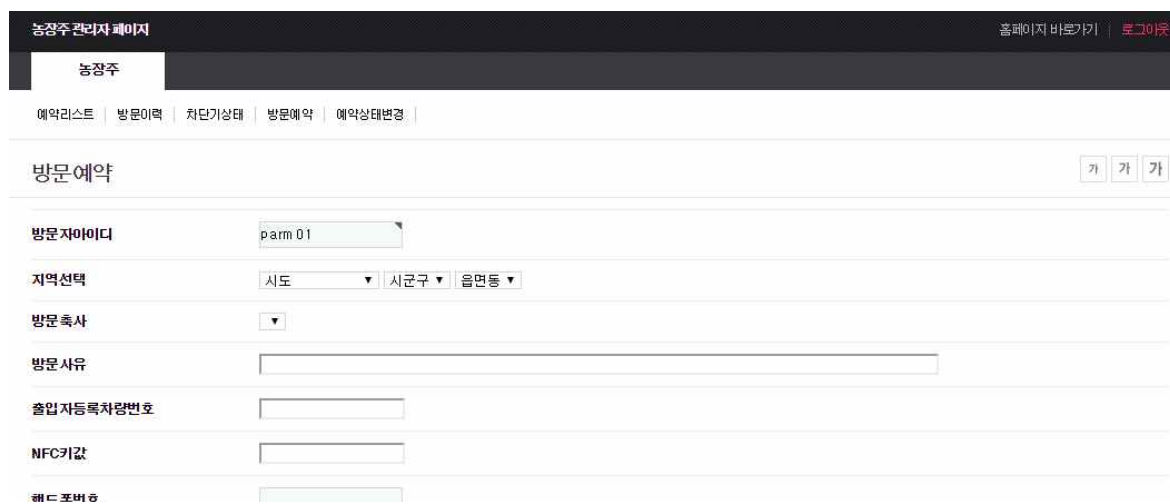 농장주 관리자 페이지 홈페이지 바로가기 | 로그아웃
농장주
예약리스트 | 방문이력 | 차단기상태 | 방문예약 | 예약상태변경 |
방문예약 가 가 가
방문자아이디 parm01
지역선택 시도 ▼ 시군구 ▼ 읍면동 ▼
방문축사 ▼
방문사유
출입자등록차량번호
NFC키값
핸드폰번호